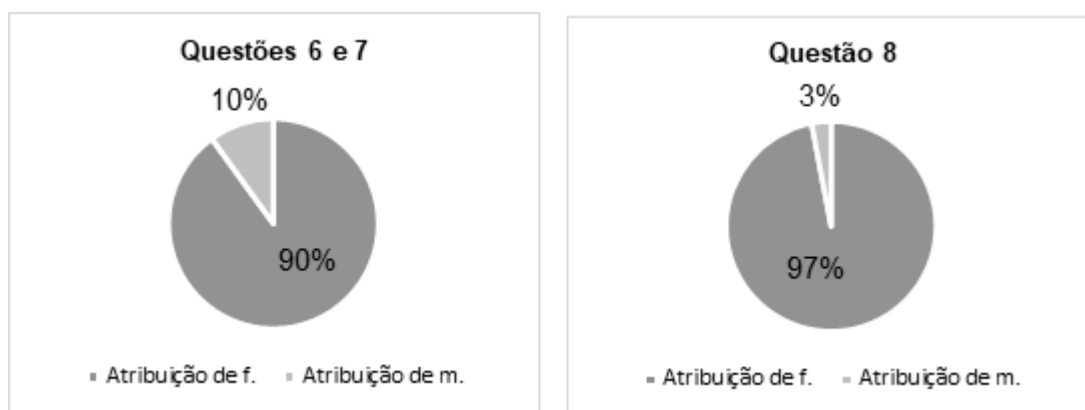 Questões 6 e 7
10%
90%
Atribuição de f. Atribuição de m.
Questão 8
3%
97%
Atribuição de f. Atribuição de m.